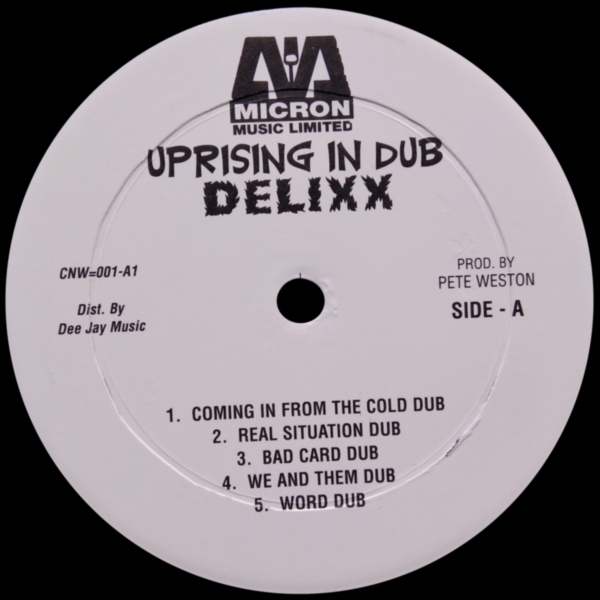 MICRON
MUSIC LIMITED
UPRISING IN DUB
DELIXX
CNW=001-A1
Dist. By
Dee Jay Music
PROD. BY
PETE WESTON
SIDE - A
1. COMING IN FROM THE COLD DUB
2. REAL SITUATION DUB
3. BAD CARD DUB
4. WE AND THEM DUB
5. WORD DUB